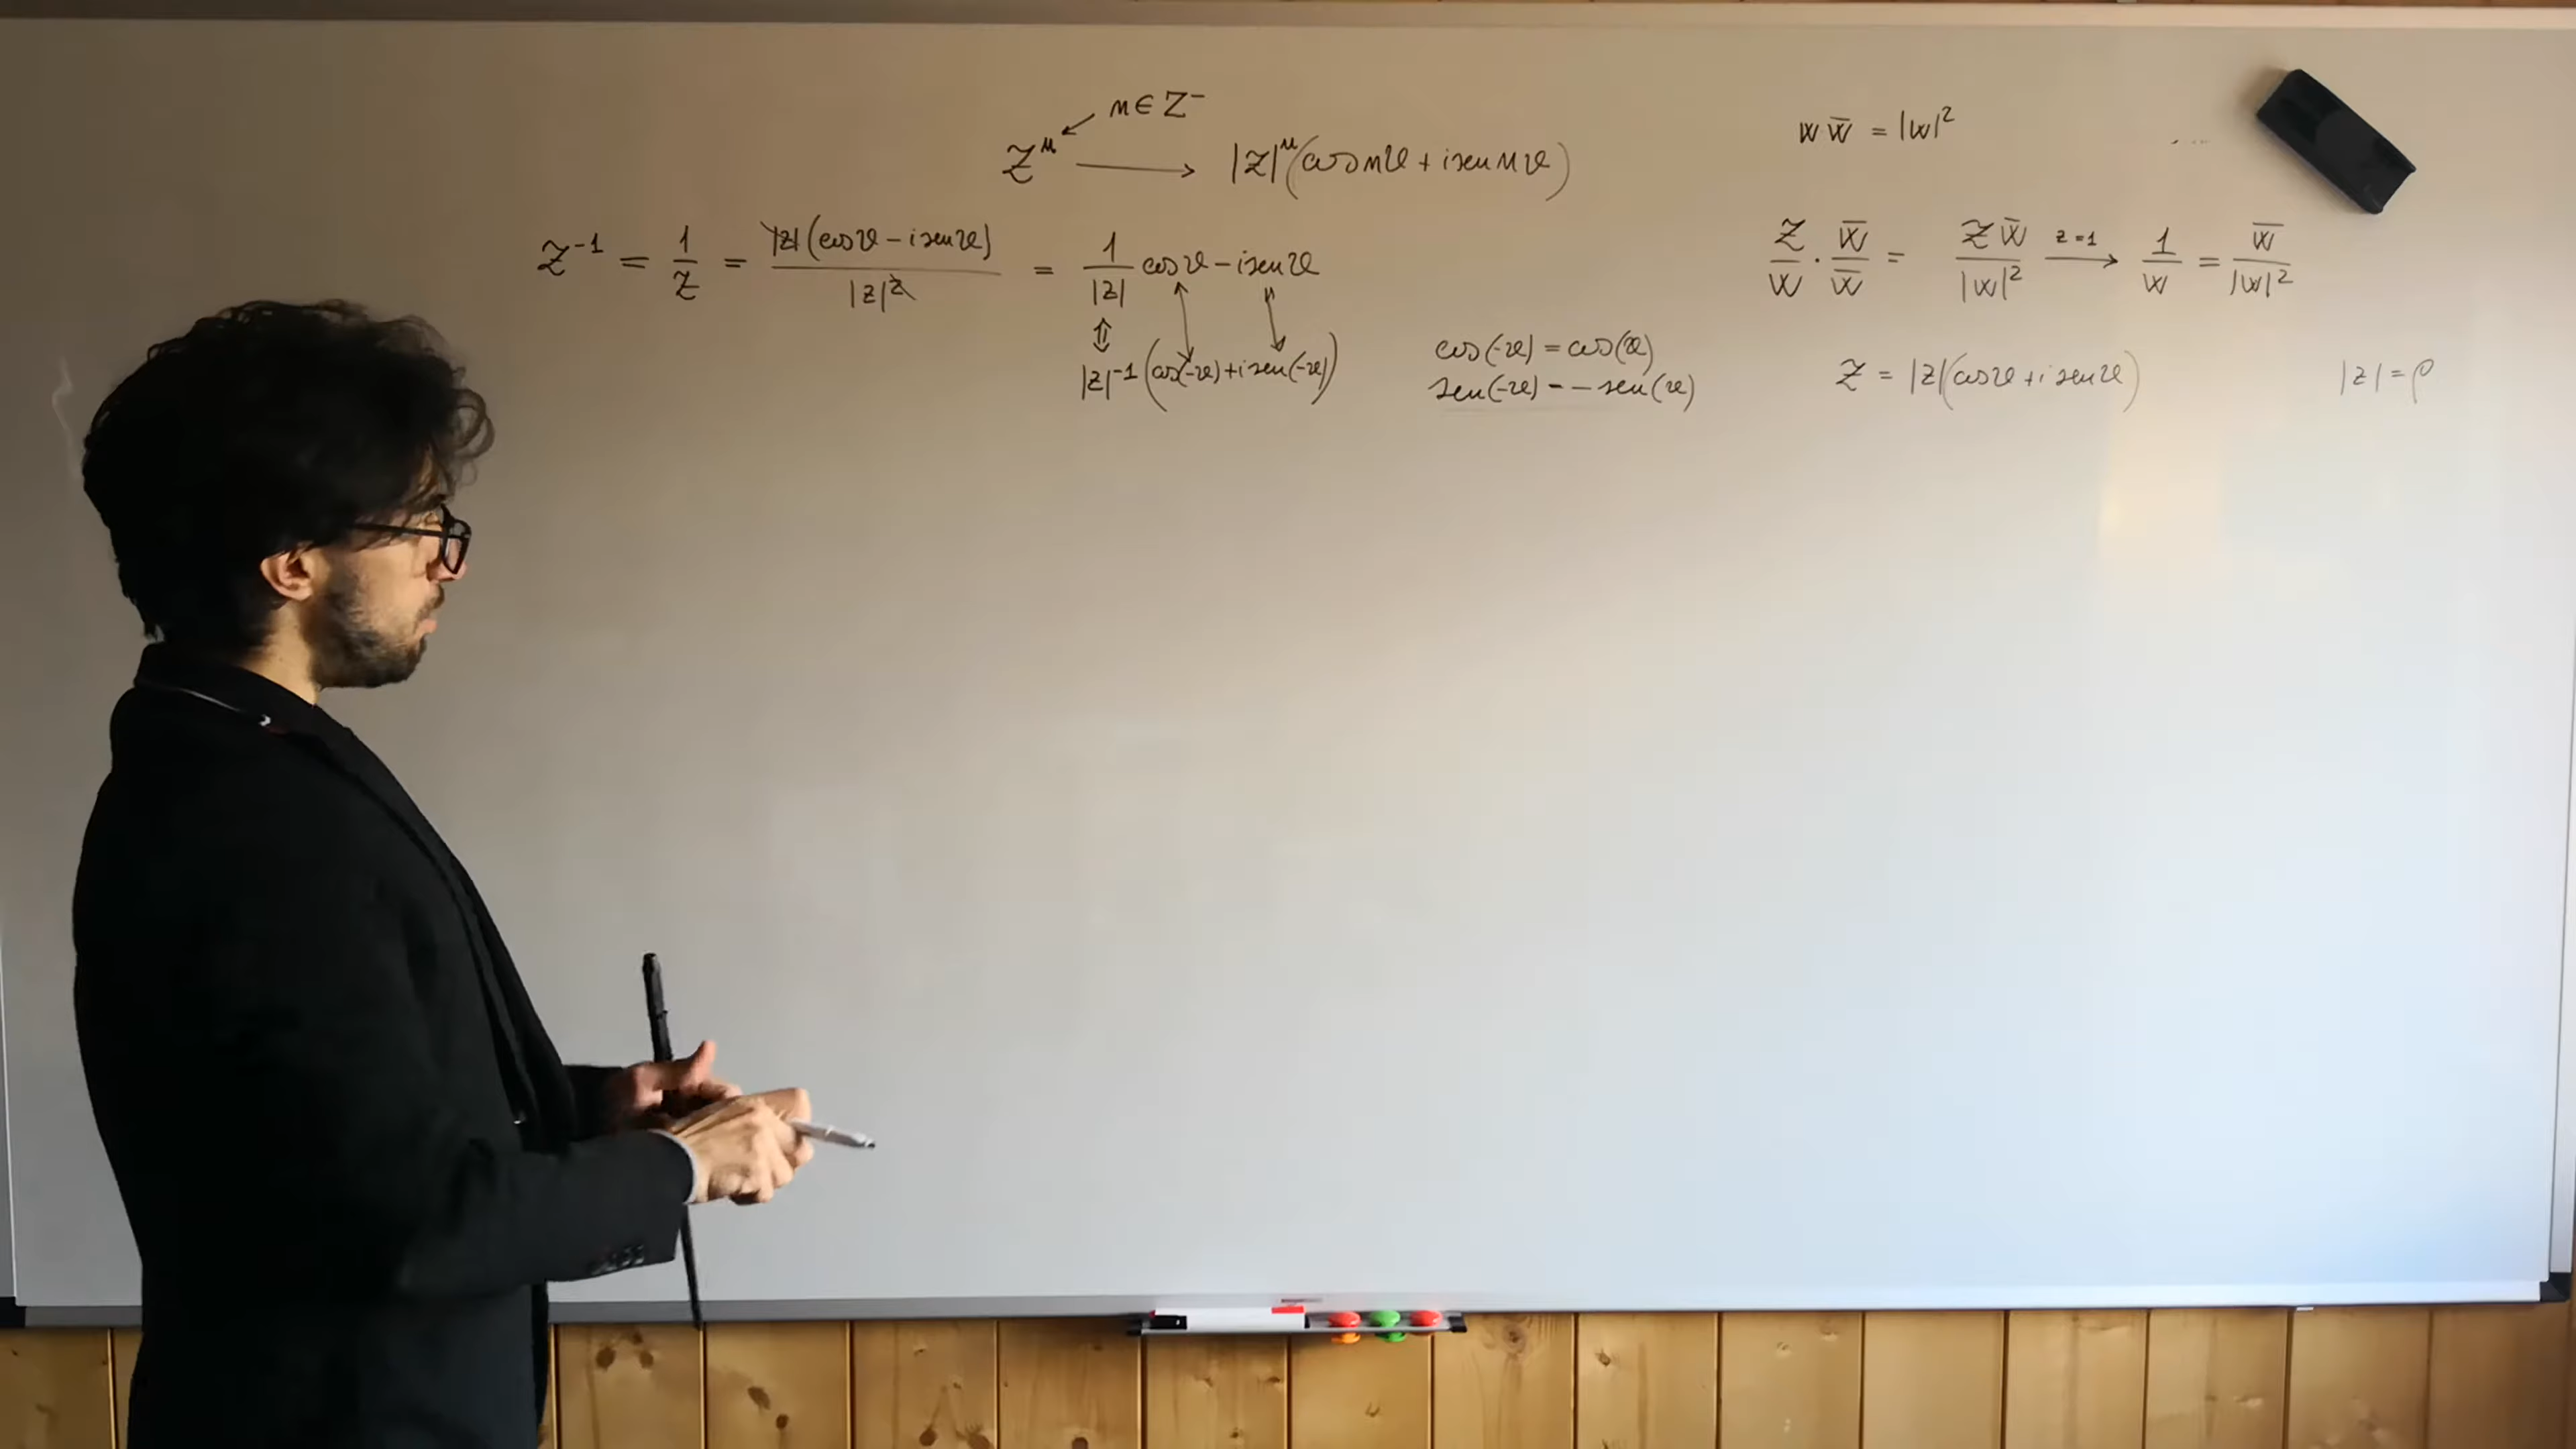 n ∈ Z⁻
zⁿ → |z|ⁿ(cos nϑ + i sen nϑ)
w w̅ = |w|²
z⁻¹ = 1/z = |z|(cos ϑ − i sen ϑ)/|z|² = 1/|z| cos ϑ − i sen ϑ
z/w · w̅/w̅ = z w̅/|w|² z=1 → 1/w = w̅/|w|²
⇕
|z|⁻¹(cos(−ϑ) + i sen(−ϑ))
cos(−ϑ) = cos(ϑ)
sen(−ϑ) = − sen(ϑ)
z = |z|(cos ϑ + i sen ϑ)
|z| = ρ